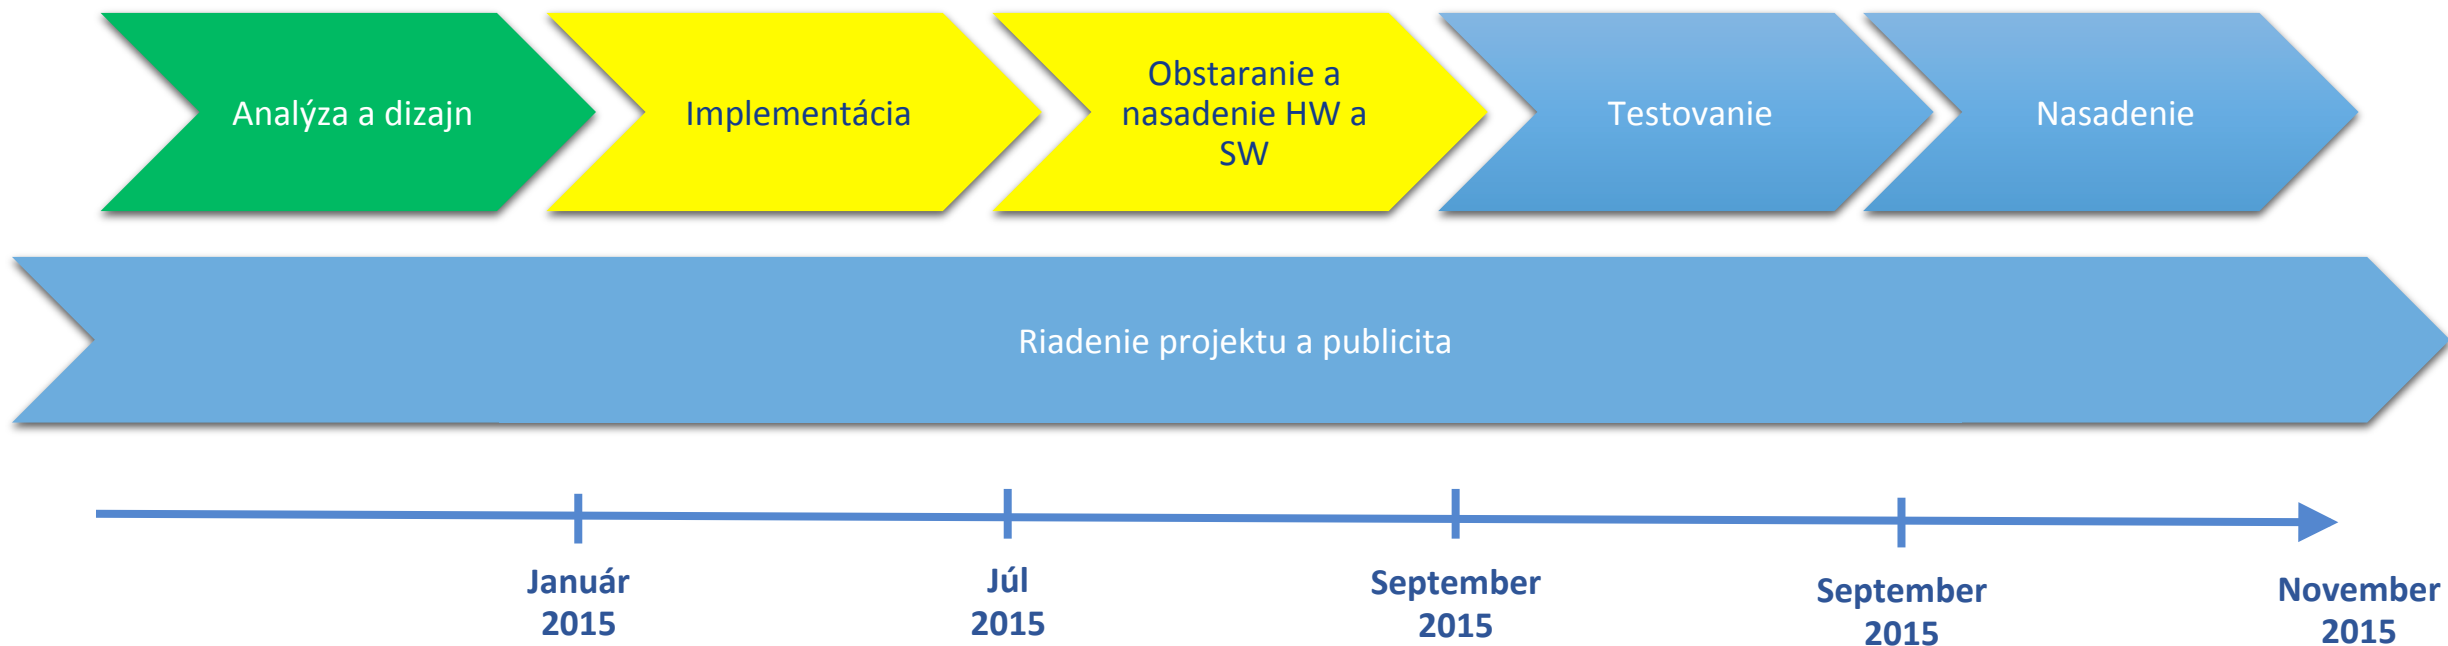 Analýza a dizajn
Implementácia
Obstaranie a
nasadenie HW a
SW
Testovanie
Nasadenie
Riadenie projektu a publicita
Január
2015
Júl
2015
September
2015
September
2015
November
2015